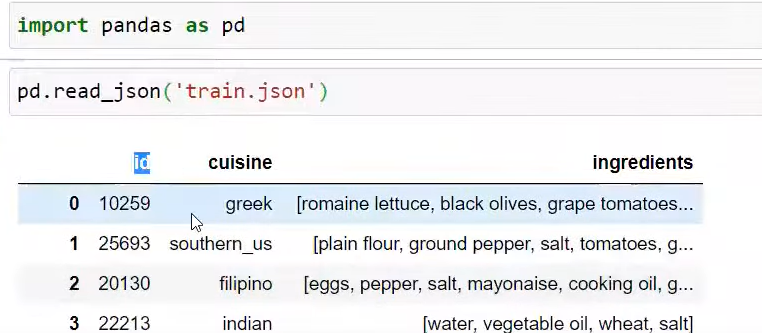 import pandas as pd
pd.read_json('train.json')
id cuisine ingredients
0 10259 greek [romaine lettuce, black olives, grape tomatoes...
1 25693 southern_us [plain flour, ground pepper, salt, tomatoes, g...
2 20130 filipino [eggs, pepper, salt, mayonaise, cooking oil, g...
3 22213 indian [water, vegetable oil, wheat, salt]